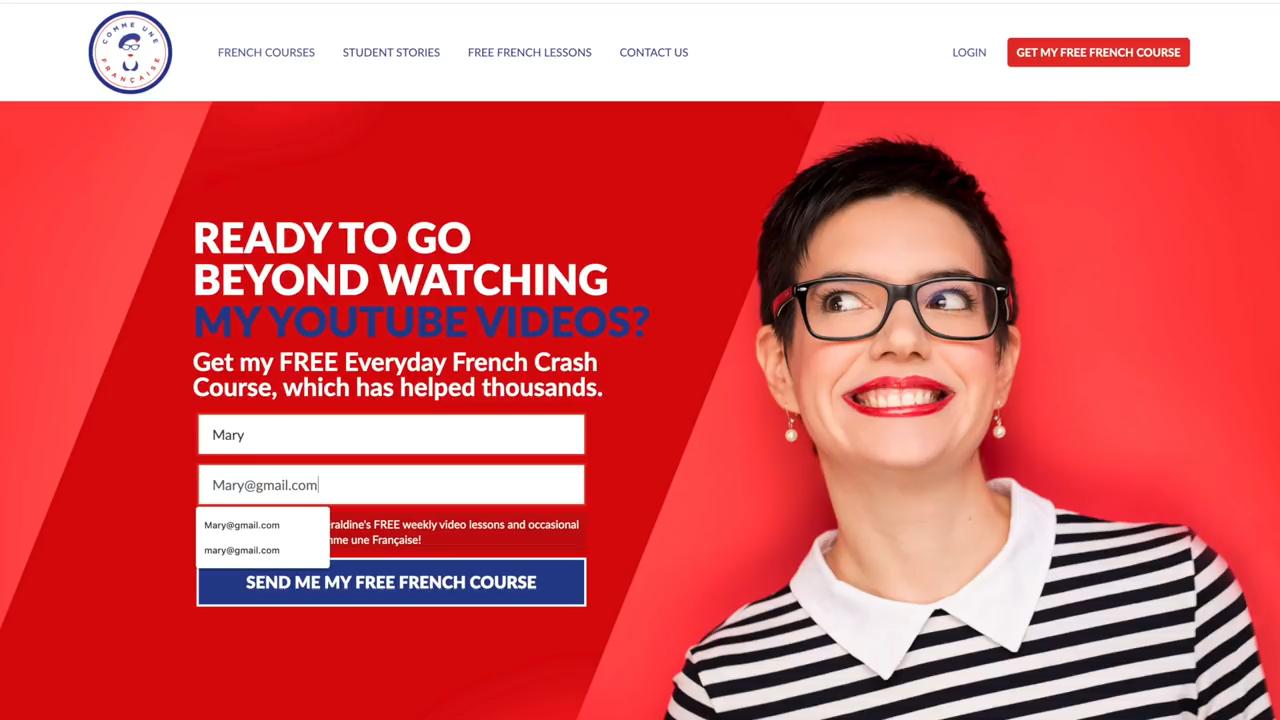 COMME UNE
FRANÇAISE
FRENCH COURSES
STUDENT STORIES
FREE FRENCH LESSONS
CONTACT US
LOGIN
GET MY FREE FRENCH COURSE
READY TO GO
BEYOND WATCHING
MY YOUTUBE VIDEOS?
Get my FREE Everyday French Crash
Course, which has helped thousands.
Mary
Mary@gmail.com
Mary@gmail.com
mary@gmail.com
FREE weekly video lessons and occasional
une Française!
SEND ME MY FREE FRENCH COURSE